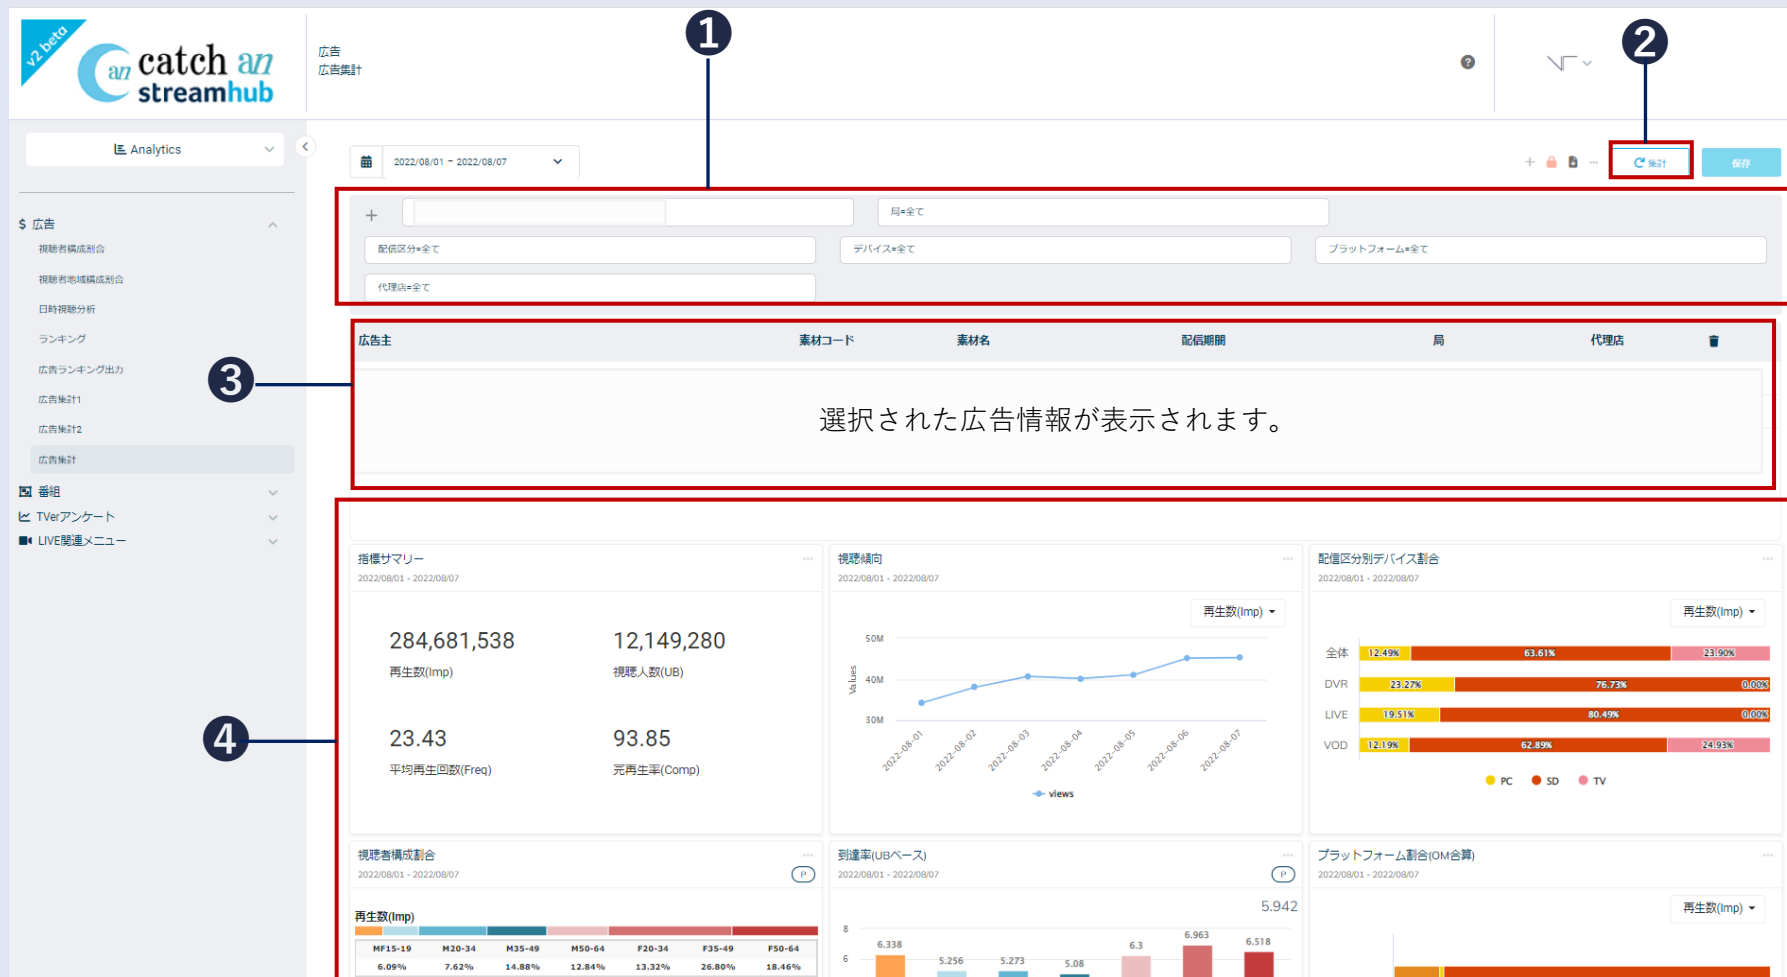 v2 beta
an catch an
streamhub
広告
広告集計
?
1
2
Analytics
2022/08/01 ~ 2022/08/07
集計
保存
局=全て
配信区分=全て
デバイス=全て
プラットフォーム=全て
代理店=全て
$ 広告
視聴者構成割合
視聴者地域構成割合
日時視聴分析
ランキング
広告ランキング出力
広告集計1
広告集計2
広告集計
番組
TVerアンケート
LIVE関連メニュー
3
広告主 素材コード 素材名 配信期間 局 代理店
選択された広告情報が表示されます。
4
指標サマリー
2022/08/01 - 2022/08/07
284,681,538
再生数(Imp)
12,149,280
視聴人数(UB)
23.43
平均再生回数(Freq)
93.85
完再生率(Comp)
視聴傾向
2022/08/01 - 2022/08/07
再生数(Imp)
50M
40M
30M
Values
2022-08-01
2022-08-02
2022-08-03
2022-08-04
2022-08-05
2022-08-06
2022-08-07
views
配信区分別デバイス割合
2022/08/01 - 2022/08/07
再生数(Imp)
全体 12.49% 63.61% 23.90%
DVR 23.27% 76.73% 0.00%
LIVE 19.51% 80.49% 0.00%
VOD 12.19% 62.89% 24.93%
PC SD TV
視聴者構成割合
2022/08/01 - 2022/08/07
P
再生数(Imp)
MF15-19 M20-34 M35-49 M50-64 F20-34 F35-49 F50-64
6.09% 7.62% 14.88% 12.84% 13.32% 26.80% 18.46%
到達率(UBベース)
2022/08/01 - 2022/08/07
P
5.942
8
6
6.338
5.256
5.273
5.08
6.3
6.963
6.518
プラットフォーム割合(OM合算)
2022/08/01 - 2022/08/07
再生数(Imp)